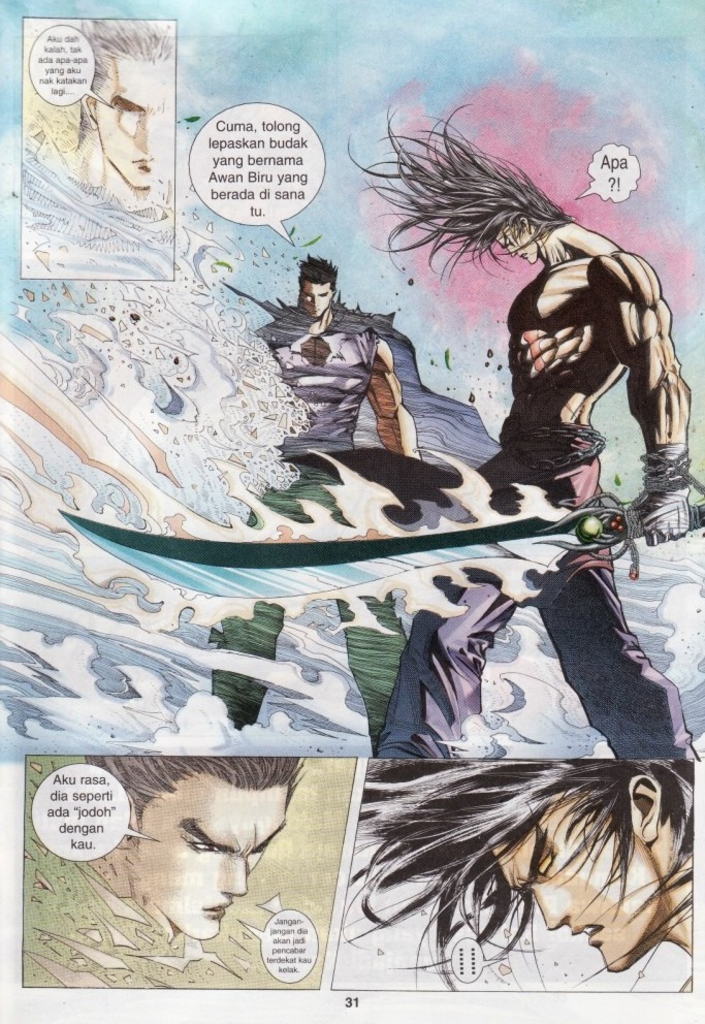 Aku dah
kalah, tak
ada apa-apa
yang aku
nak katakan
lagi....
Cuma, tolong
lepaskan budak
yang bernama
Awan Biru yang
berada di sana
tu.
Apa
?!
Aku rasa,
dia seperti
ada "jodoh"
dengan
kau.
Jangan-
jangan dia
akan jadi
pencabar
terdekat kau
kelak.
......
31